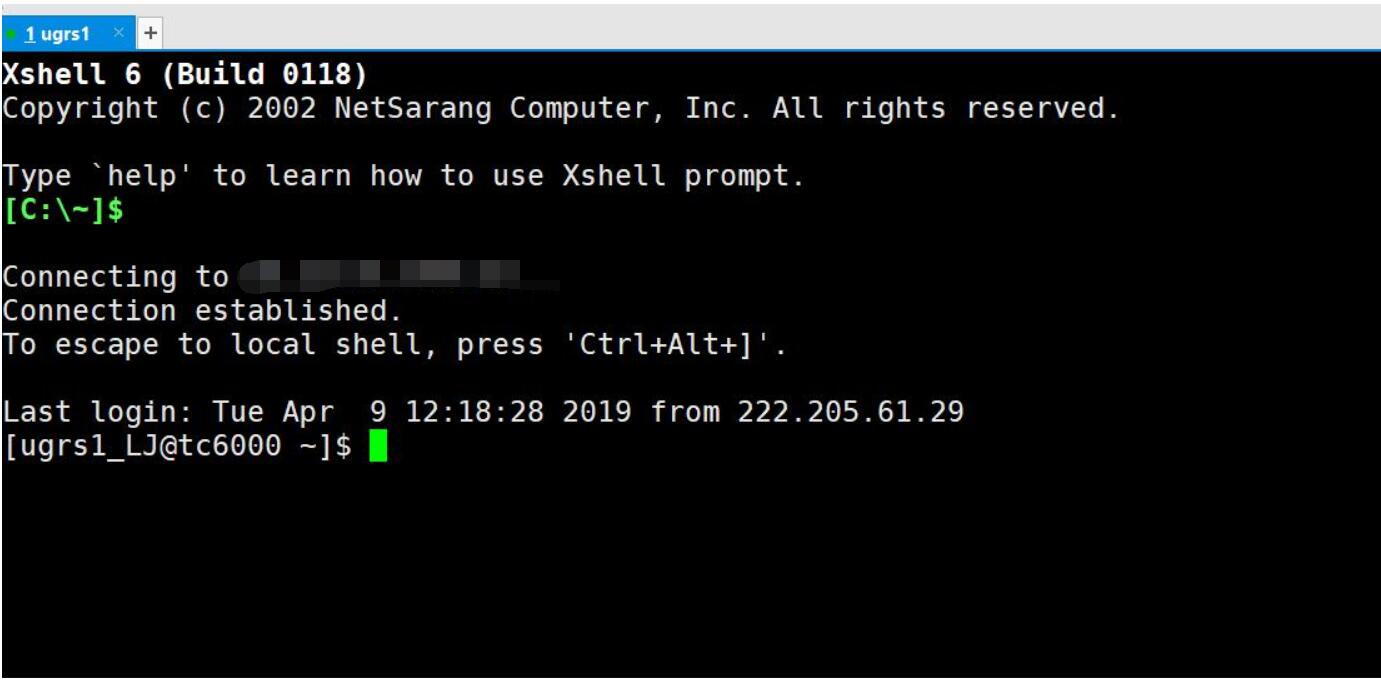 1 ugrs1 × +
Xshell 6 (Build 0118)
Copyright (c) 2002 NetSarang Computer, Inc. All rights reserved.
Type `help' to learn how to use Xshell prompt.
[C:\~]$
Connecting to
Connection established.
To escape to local shell, press 'Ctrl+Alt+]'.
Last login: Tue Apr  9 12:18:28 2019 from 222.205.61.29
[ugrs1_LJ@tc6000 ~]$